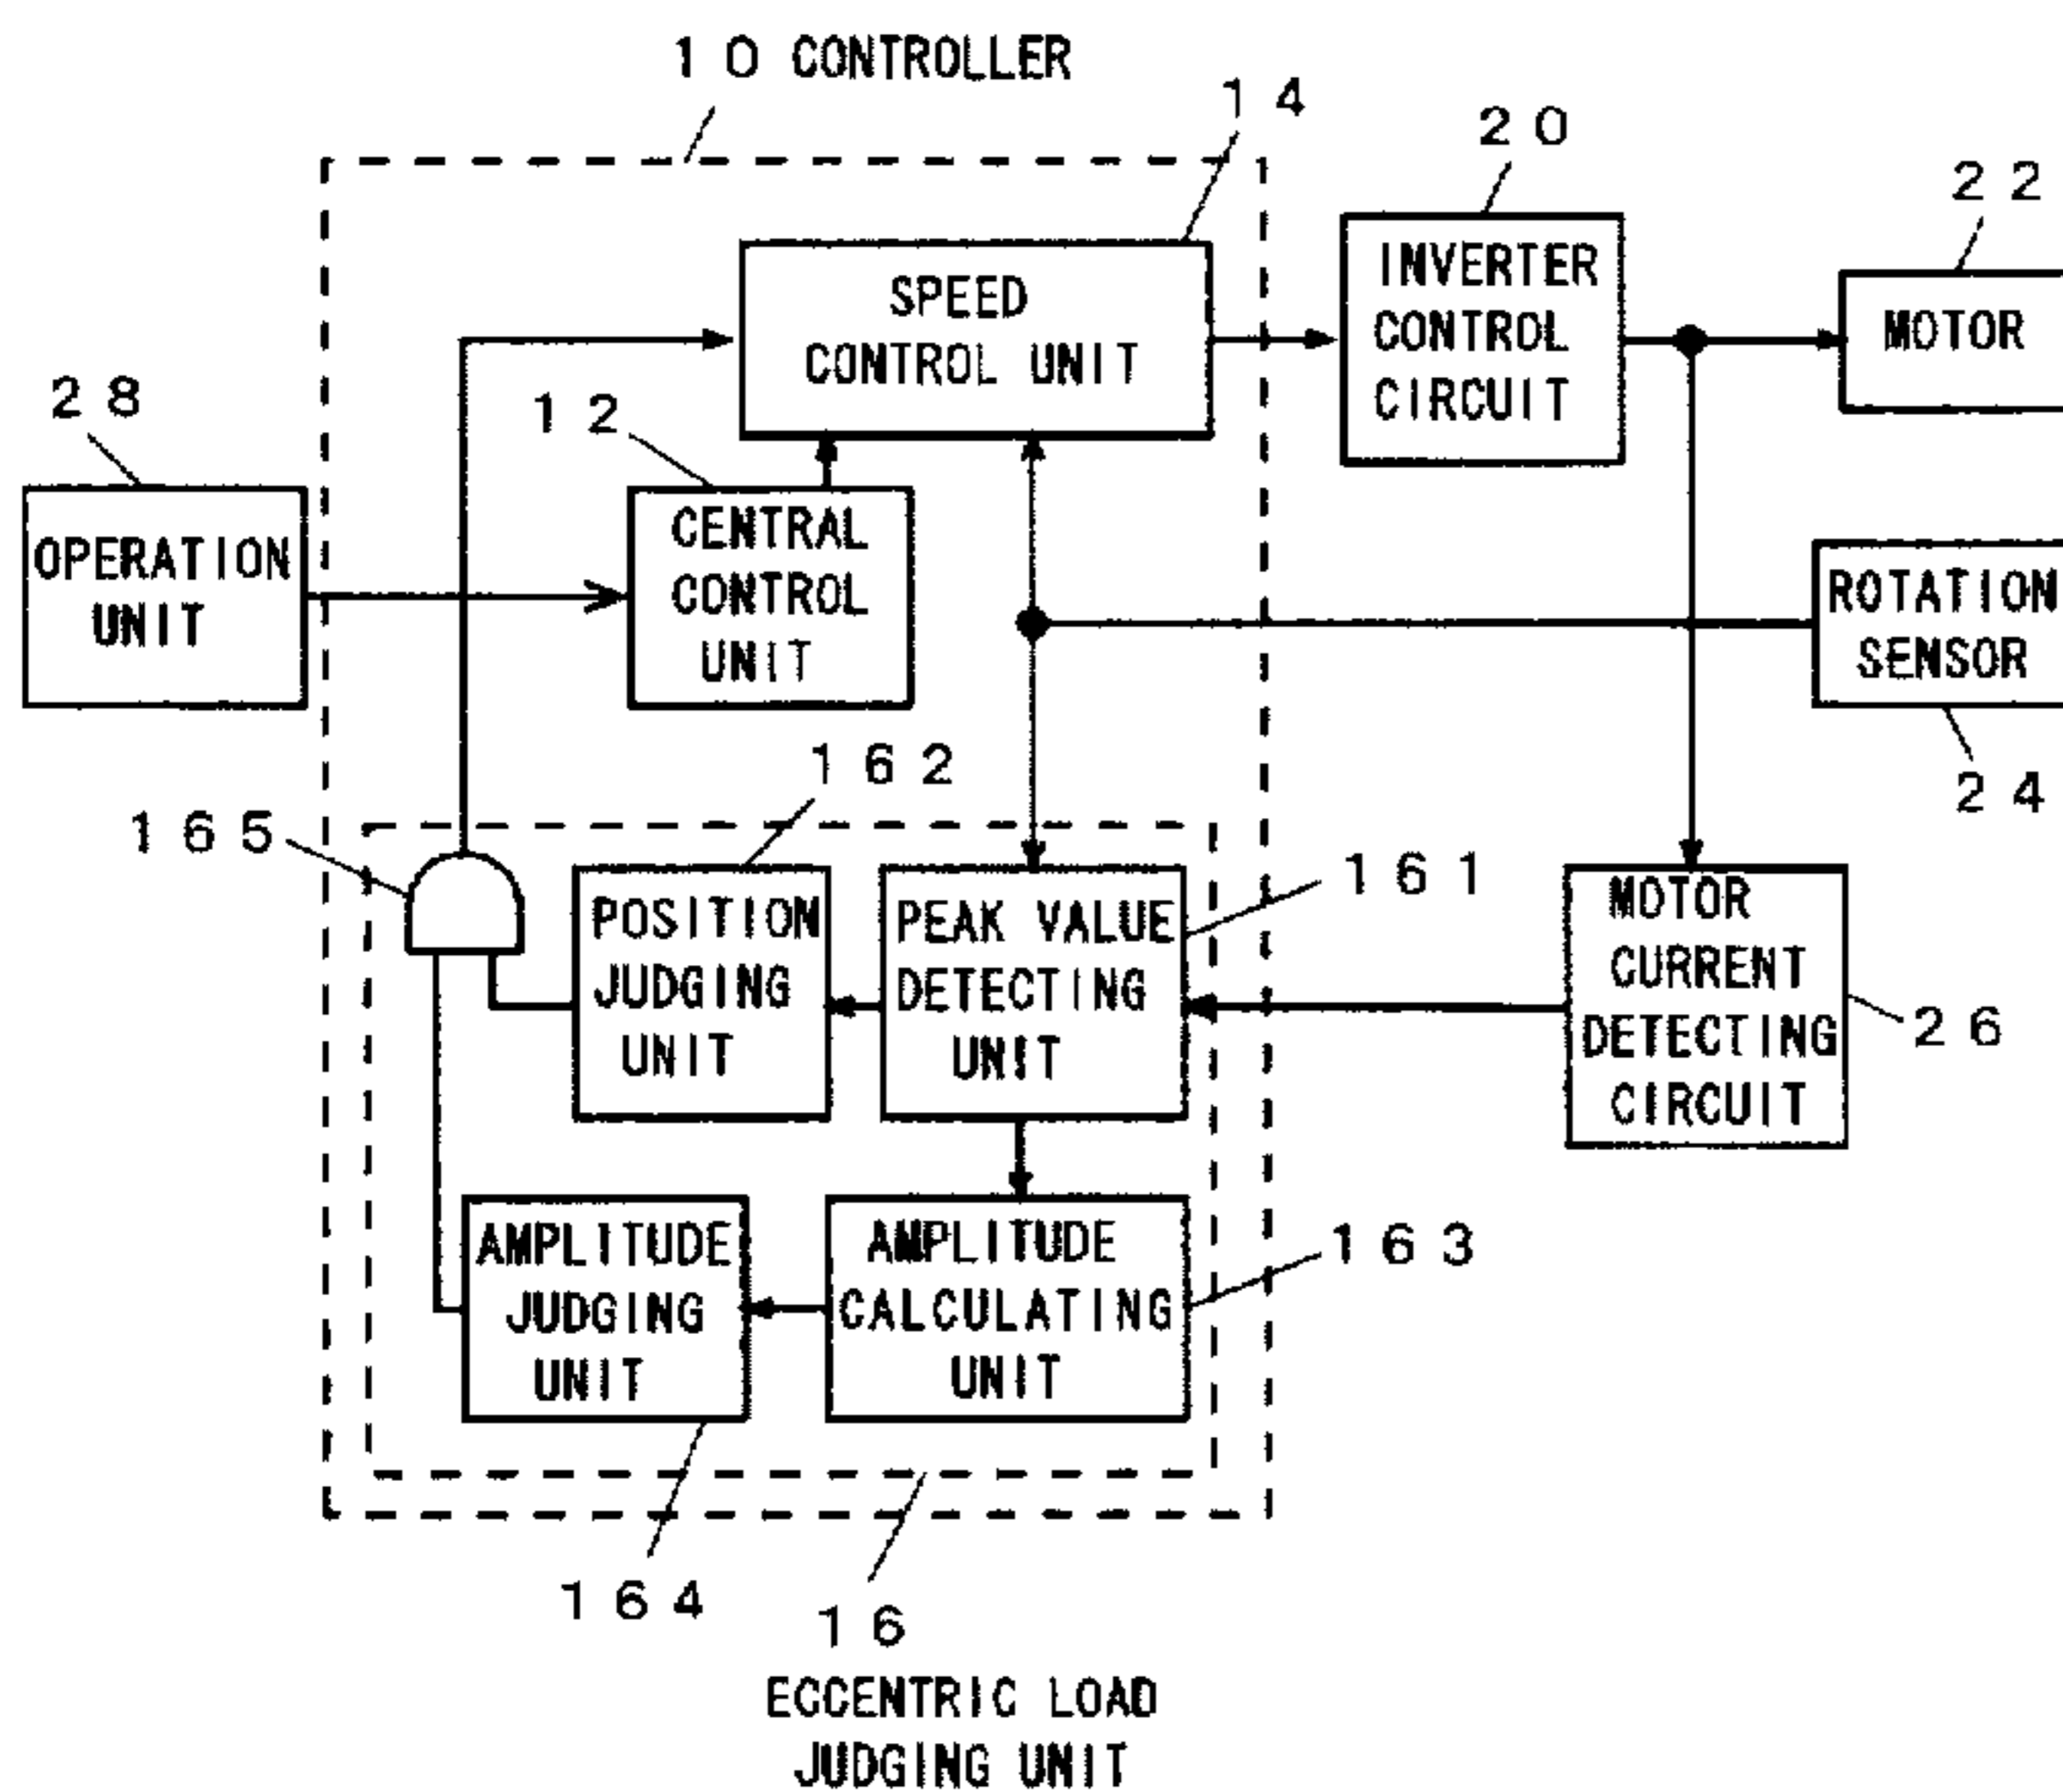 10 CONTROLLER
14
20
22
SPEED
CONTROL UNIT
INVERTER
CONTROL
CIRCUIT
MOTOR
28
12
OPERATION
UNIT
CENTRAL
CONTROL
UNIT
ROTATION
SENSOR
24
162
165
161
POSITION
JUDGING
UNIT
PEAK VALUE
DETECTING
UNIT
MOTOR
CURRENT
DETECTING
CIRCUIT
26
AMPLITUDE
JUDGING
UNIT
AMPLITUDE
CALCULATING
UNIT
163
164
16
ECCENTRIC LOAD
JUDGING UNIT